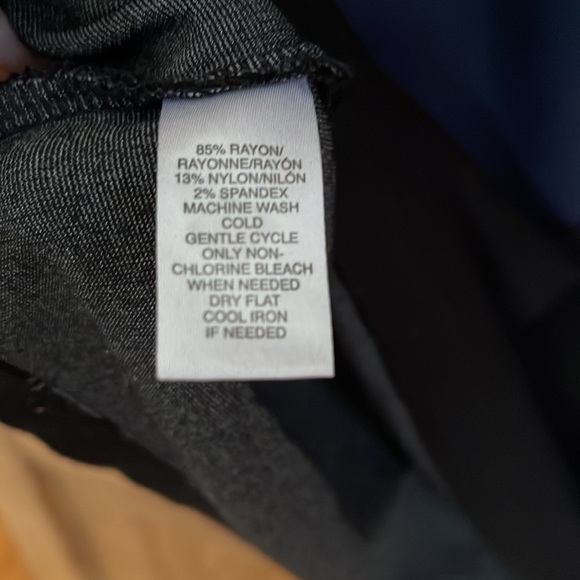 85% RAYON/
RAYONNE/RAYÓN
13% NYLON/NILÓN
2% SPANDEX
MACHINE WASH
COLD
GENTLE CYCLE
ONLY NON-
CHLORINE BLEACH
WHEN NEEDED
DRY FLAT
COOL IRON
IF NEEDED